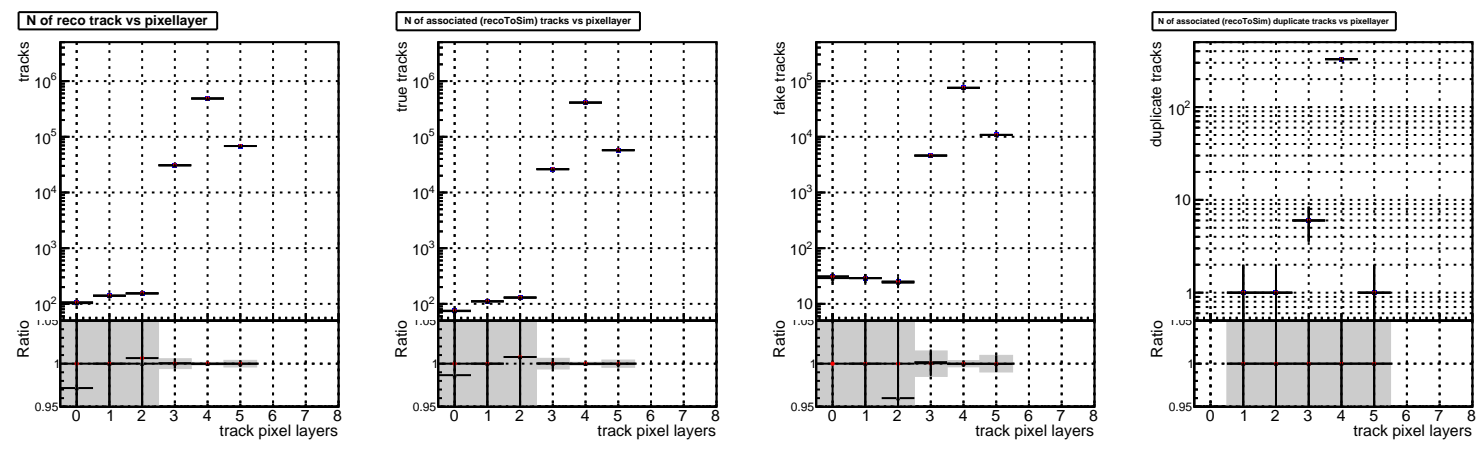 N of reco track vs pixellayer
tracks
10^6
10^5
10^4
10^3
10^2
Ratio
1.05
1
0.95
0 1 2 3 4 5 6 7 8
track pixel layers
N of associated (recoToSim) tracks vs pixellayer
true tracks
10^6
10^5
10^4
10^3
10^2
Ratio
1.05
1
0.95
0 1 2 3 4 5 6 7 8
track pixel layers
fake tracks
10^5
10^4
10^3
10^2
10
Ratio
1.05
1
0.95
0 1 2 3 4 5 6 7 8
track pixel layers
N of associated (recoToSim) duplicate tracks vs pixellayer
duplicate tracks
10^2
10
1
Ratio
1.05
1
0.95
0 1 2 3 4 5 6 7 8
track pixel layers